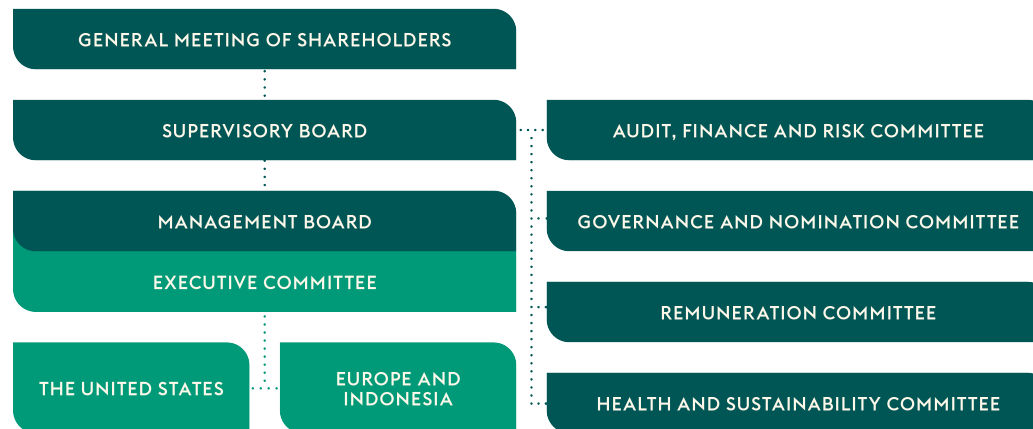 GENERAL MEETING OF SHAREHOLDERS
SUPERVISORY BOARD
AUDIT, FINANCE AND RISK COMMITTEE
MANAGEMENT BOARD
GOVERNANCE AND NOMINATION COMMITTEE
EXECUTIVE COMMITTEE
REMUNERATION COMMITTEE
THE UNITED STATES
EUROPE AND
INDONESIA
HEALTH AND SUSTAINABILITY COMMITTEE